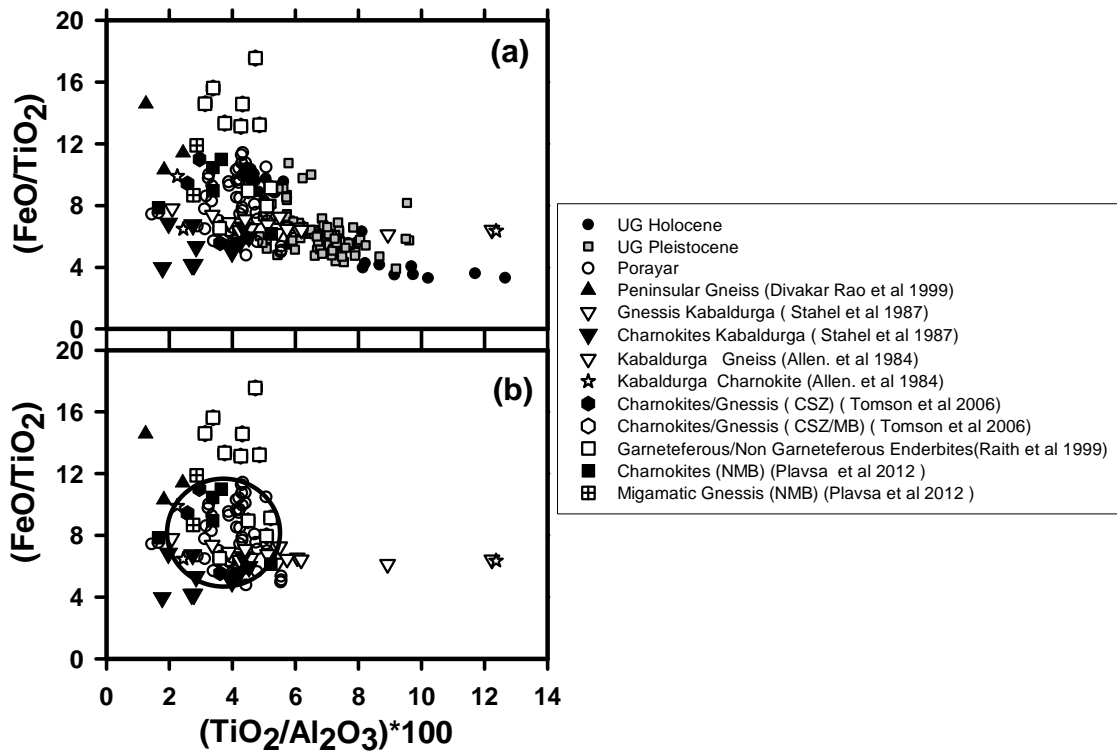 20
16
12
8
4
0
(FeO/TiO2)
(a)
20
16
12
8
4
0
(FeO/TiO2)
(b)
0 2 4 6 8 10 12 14
(TiO2/Al2O3)*100
UG Holocene
UG Pleistocene
Porayar
Peninsular Gneiss (Divakar Rao et al 1999)
Gnessis Kabaldurga ( Stahel et al 1987)
Charnokites Kabaldurga ( Stahel et al 1987)
Kabaldurga Gneiss (Allen. et al 1984)
Kabaldurga Charnokite (Allen. et al 1984)
Charnokites/Gnessis ( CSZ) ( Tomson et al 2006)
Charnokites/Gnessis ( CSZ/MB) ( Tomson et al 2006)
Garneteferous/Non Garneteferous Enderbites(Raith et al 1999)
Charnokites (NMB) (Plavsa et al 2012 )
Migamatic Gnessis (NMB) (Plavsa et al 2012 )